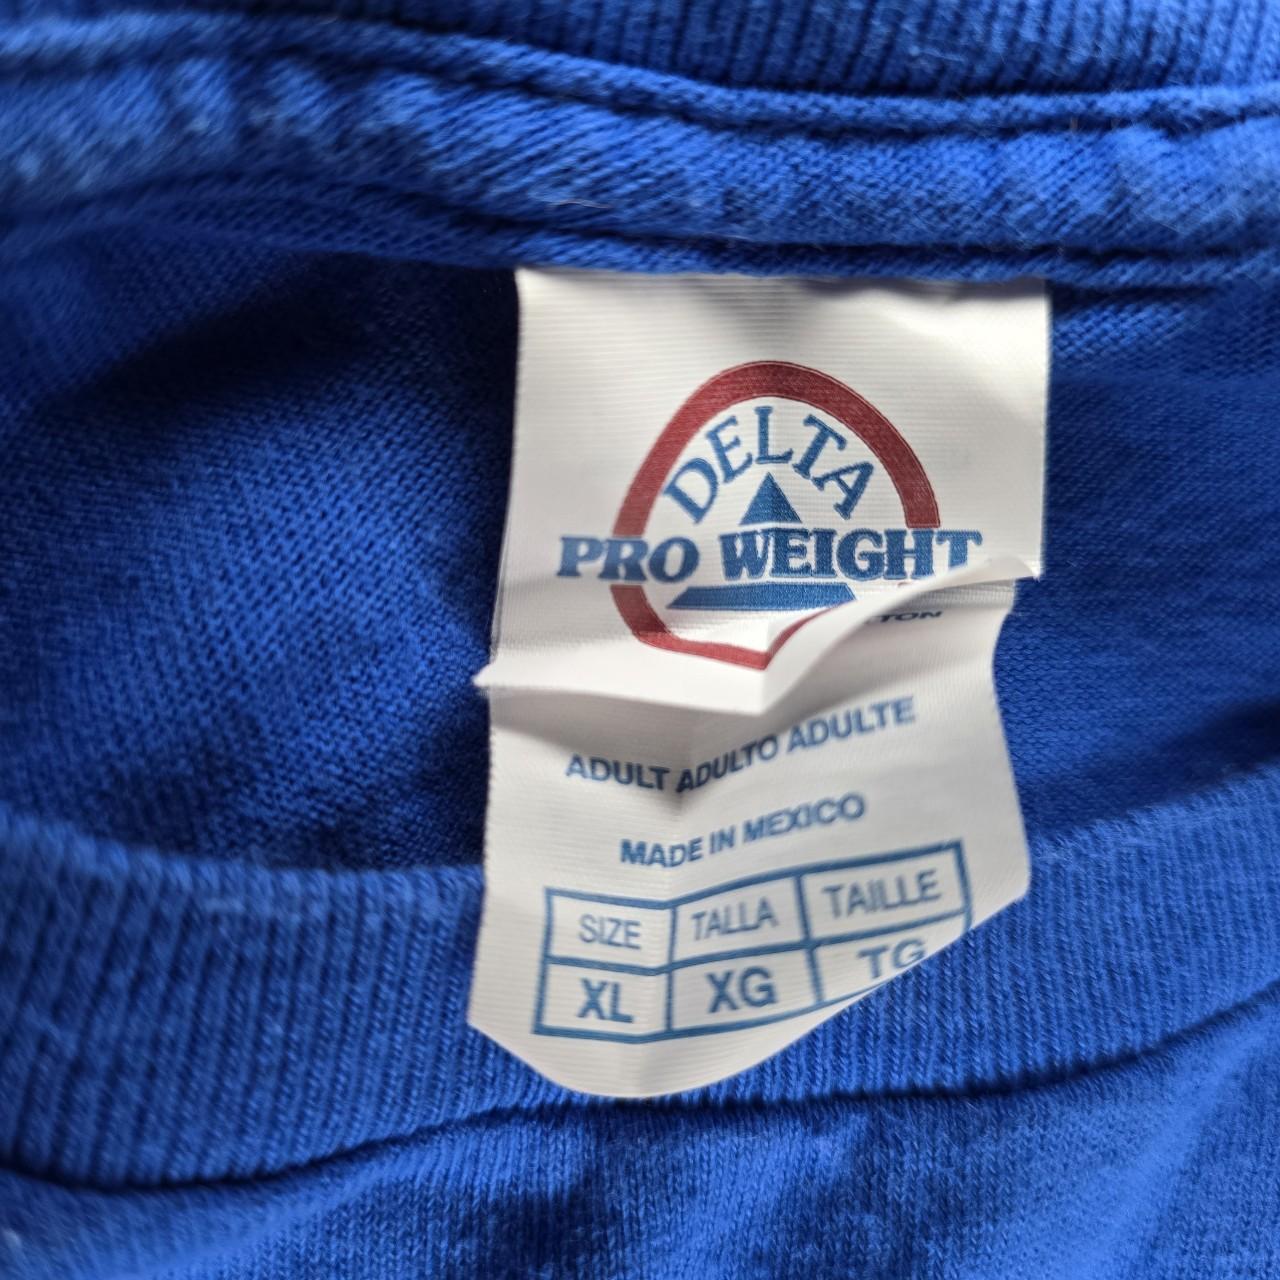 DELTA
PRO WEIGHT
ADULT ADULTO ADULTE
MADE IN MEXICO
SIZE TALLA TAILLE
XL XG TG